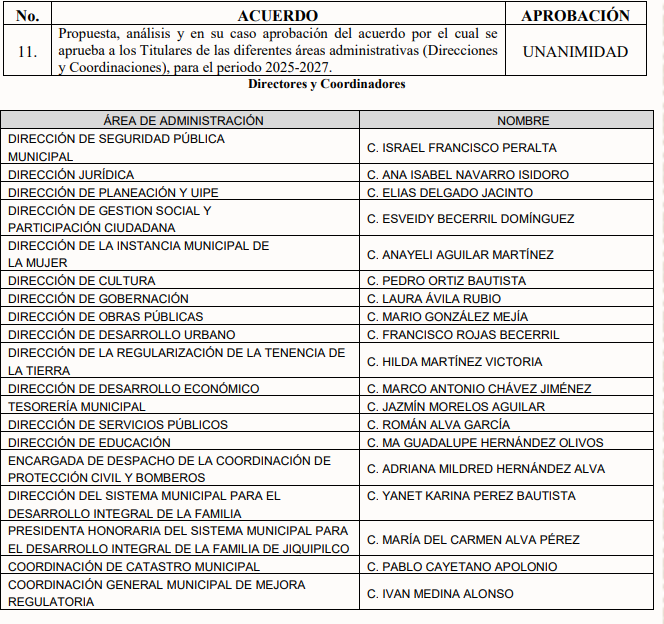 No. ACUERDO APROBACIÓN
11. Propuesta, análisis y en su caso aprobación del acuerdo por el cual se
aprueba a los Titulares de las diferentes áreas administrativas (Direcciones
y Coordinaciones), para el periodo 2025-2027.
UNANIMIDAD
Directores y Coordinadores
ÁREA DE ADMINISTRACIÓN NOMBRE
DIRECCIÓN DE SEGURIDAD PÚBLICA
MUNICIPAL
C. ISRAEL FRANCISCO PERALTA
DIRECCIÓN JURÍDICA C. ANA ISABEL NAVARRO ISIDORO
DIRECCIÓN DE PLANEACIÓN Y UIPE C. ELIAS DELGADO JACINTO
DIRECCIÓN DE GESTION SOCIAL Y
PARTICIPACIÓN CIUDADANA
C. ESVEIDY BECERRIL DOMÍNGUEZ
DIRECCIÓN DE LA INSTANCIA MUNICIPAL DE
LA MUJER
C. ANAYELI AGUILAR MARTÍNEZ
DIRECCIÓN DE CULTURA C. PEDRO ORTIZ BAUTISTA
DIRECCIÓN DE GOBERNACIÓN C. LAURA ÁVILA RUBIO
DIRECCIÓN DE OBRAS PÚBLICAS C. MARIO GONZÁLEZ MEJÍA
DIRECCIÓN DE DESARROLLO URBANO C. FRANCISCO ROJAS BECERRIL
DIRECCIÓN DE LA REGULARIZACIÓN DE LA TENENCIA DE
LA TIERRA
C. HILDA MARTÍNEZ VICTORIA
DIRECCIÓN DE DESARROLLO ECONÓMICO C. MARCO ANTONIO CHÁVEZ JIMÉNEZ
TESORERÍA MUNICIPAL C. JAZMÍN MORELOS AGUILAR
DIRECCIÓN DE SERVICIOS PÚBLICOS C. ROMÁN ALVA GARCÍA
DIRECCIÓN DE EDUCACIÓN C. MA GUADALUPE HERNÁNDEZ OLIVOS
ENCARGADA DE DESPACHO DE LA COORDINACIÓN DE
PROTECCIÓN CIVIL Y BOMBEROS
C. ADRIANA MILDRED HERNÁNDEZ ALVA
DIRECCIÓN DEL SISTEMA MUNICIPAL PARA EL
DESARROLLO INTEGRAL DE LA FAMILIA
C. YANET KARINA PEREZ BAUTISTA
PRESIDENTA HONORARIA DEL SISTEMA MUNICIPAL PARA
EL DESARROLLO INTEGRAL DE LA FAMILIA DE JIQUIPILCO
C. MARÍA DEL CARMEN ALVA PÉREZ
COORDINACIÓN DE CATASTRO MUNICIPAL C. PABLO CAYETANO APOLONIO
COORDINACIÓN GENERAL MUNICIPAL DE MEJORA
REGULATORIA
C. IVAN MEDINA ALONSO